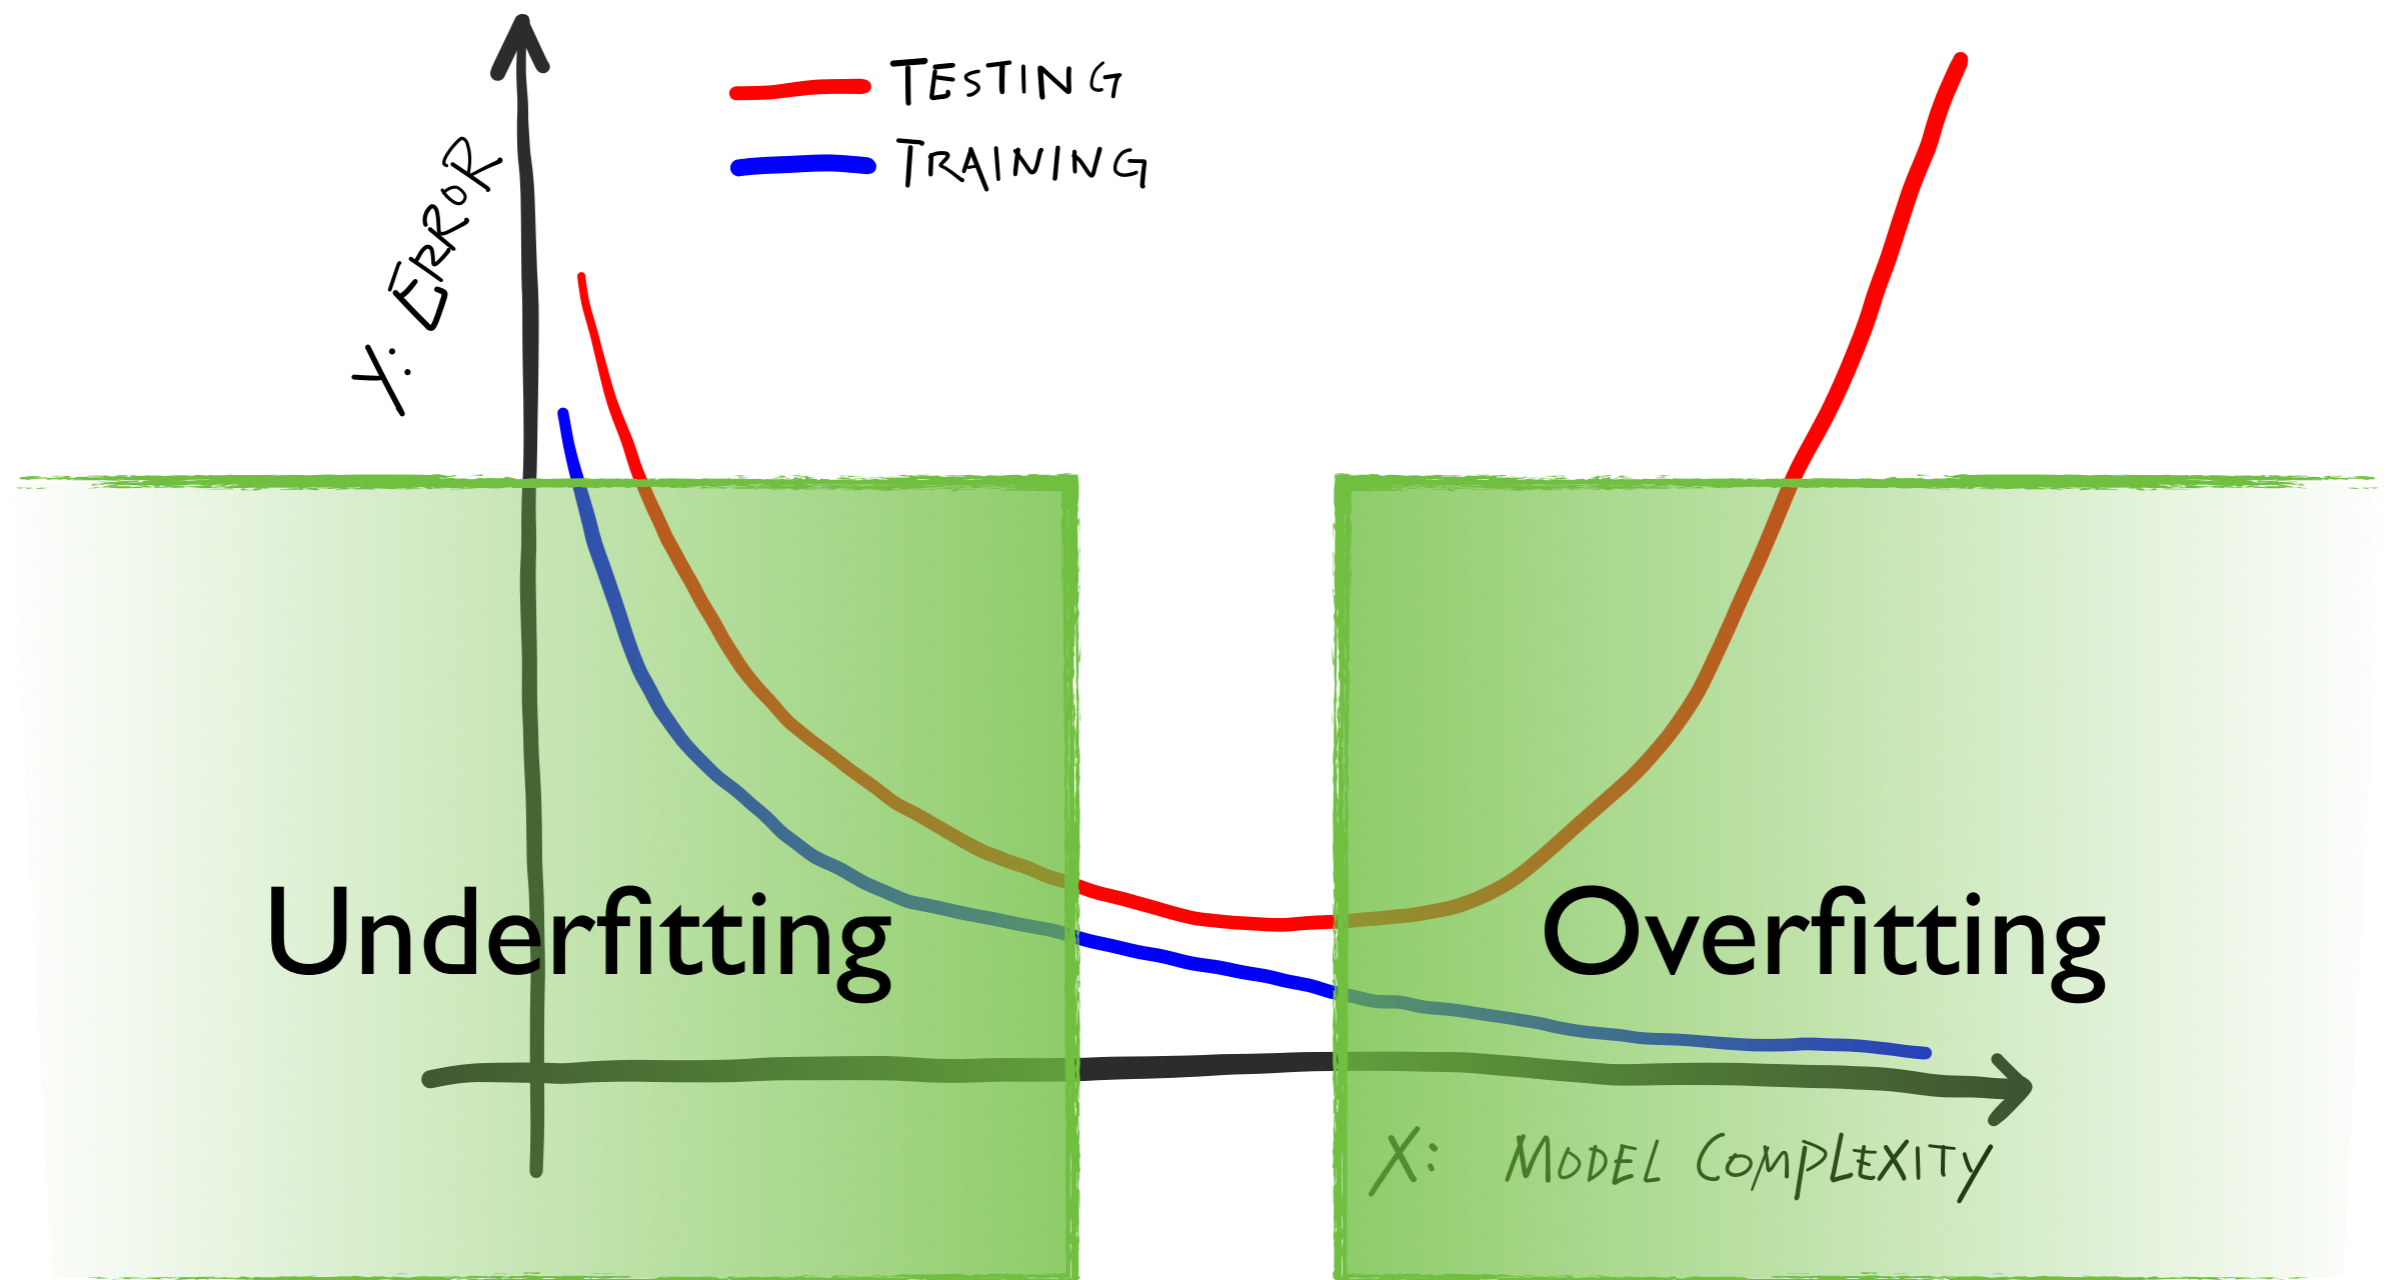 TESTING
TRAINING
Y: ERROR
Underfitting
Overfitting
X: MODEL COMPLEXITY